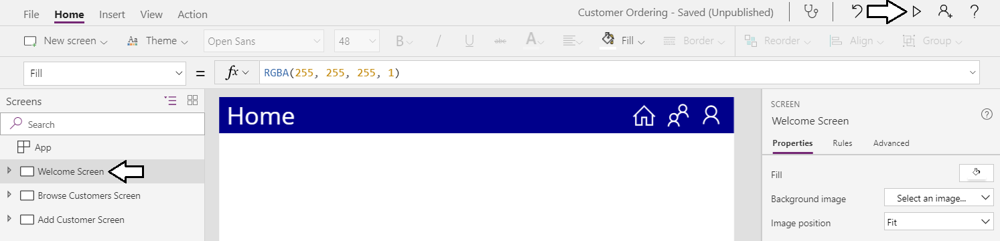 File Home Insert View Action Customer Ordering - Saved (Unpublished) ?
New screen Aa Theme Open Sans 48 B / U abc A Fill Border Reorder Align Group
Fill = fx RGBA(255, 255, 255, 1)
Screens
Search
App
Welcome Screen
Browse Customers Screen
Add Customer Screen
Home
SCREEN
Welcome Screen ?
Properties Rules Advanced
Fill
Background image Select an image...
Image position Fit